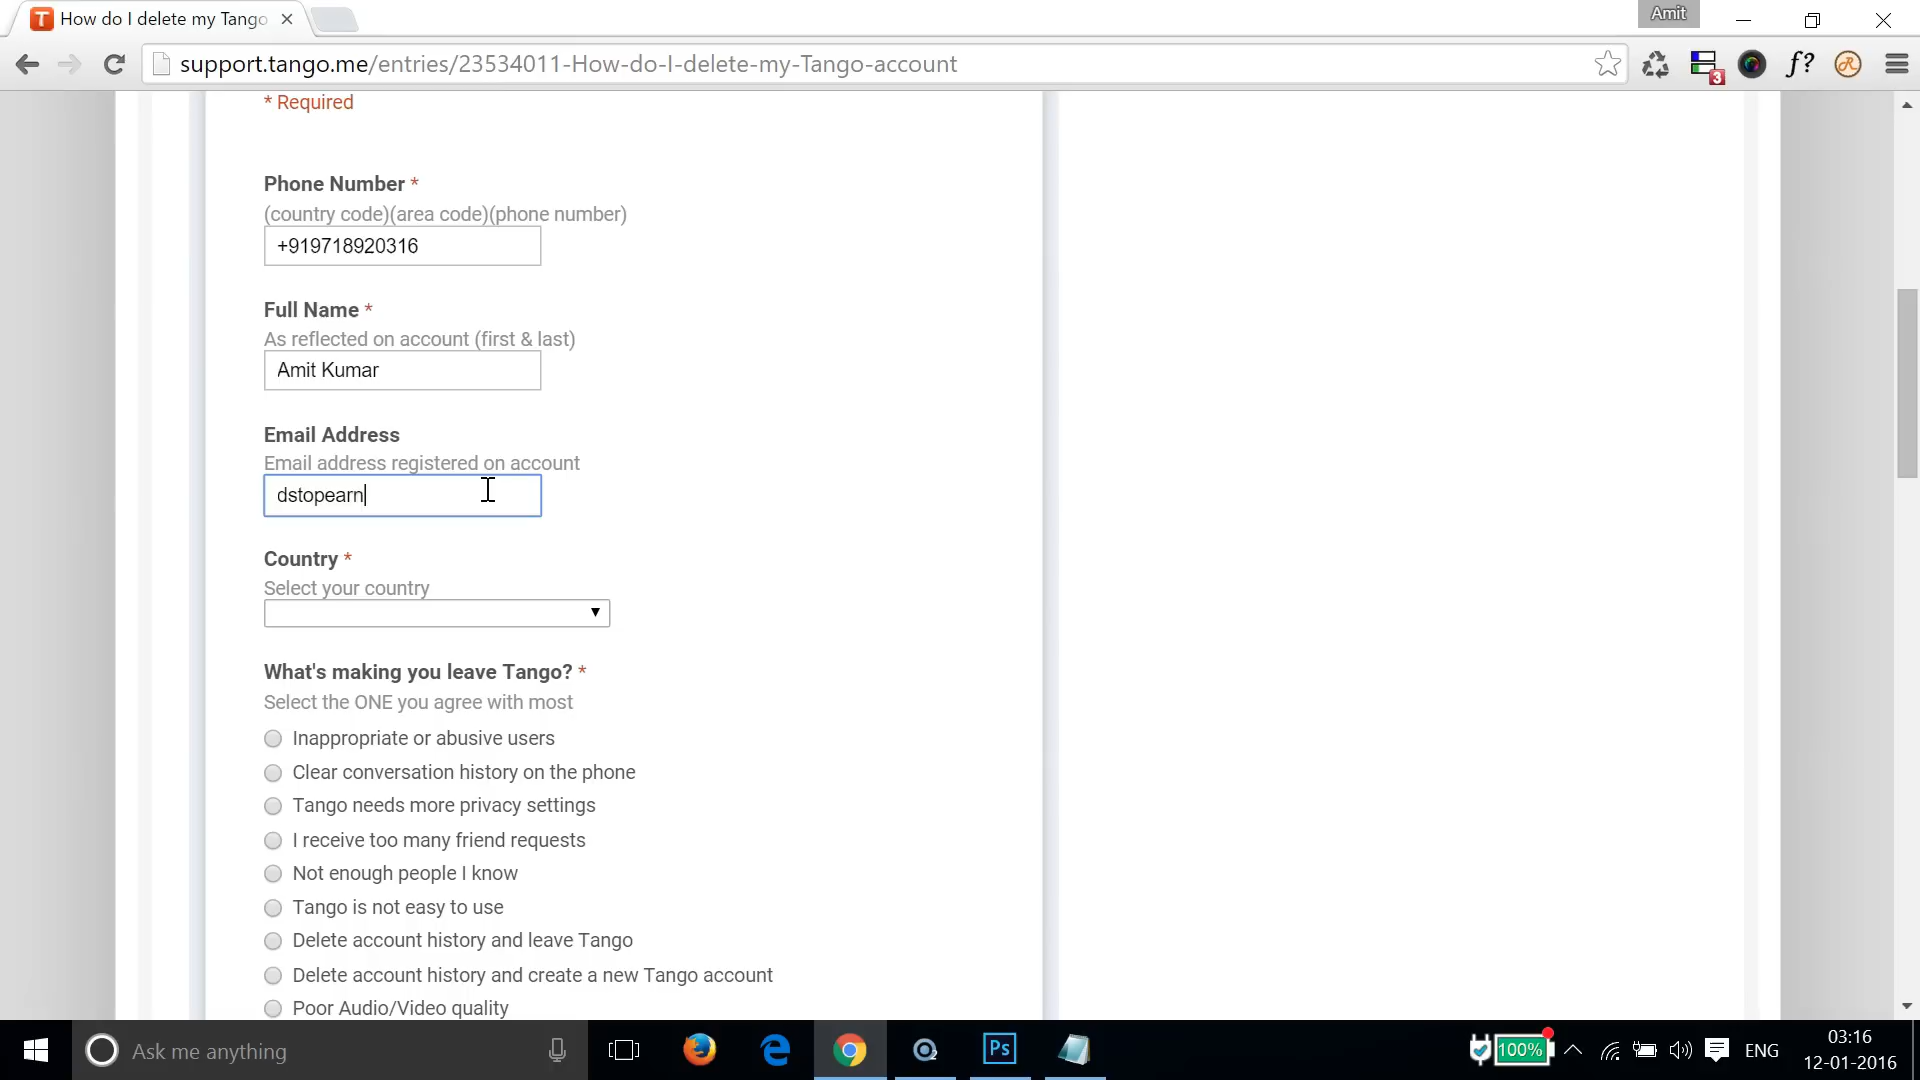 How do I delete my Tango
Amit
support.tango.me/entries/23534011-How-do-I-delete-my-Tango-account
f?
R
3
* Required
Phone Number *
(country code)(area code)(phone number)
+919718920316
Full Name *
As reflected on account (first & last)
Amit Kumar
Email Address
Email address registered on account
dstopearn
Country *
Select your country
What's making you leave Tango? *
Select the ONE you agree with most
Inappropriate or abusive users
Clear conversation history on the phone
Tango needs more privacy settings
I receive too many friend requests
Not enough people I know
Tango is not easy to use
Delete account history and leave Tango
Delete account history and create a new Tango account
Poor Audio/Video quality
Ask me anything
Ps
100%
ENG
03:16
12-01-2016